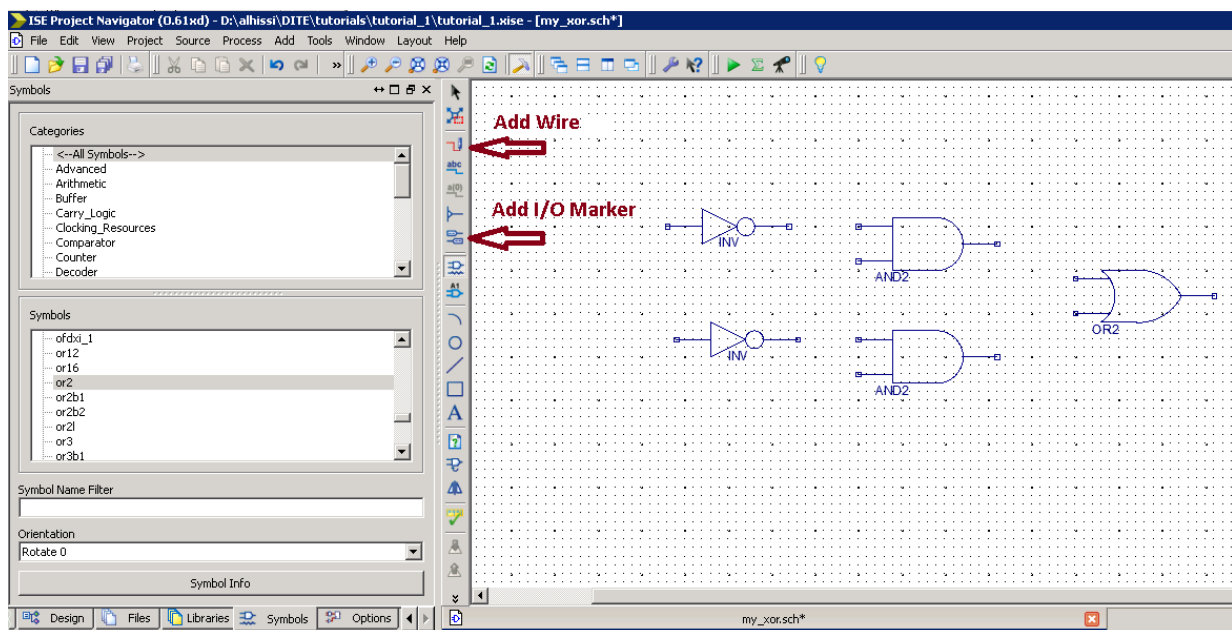 ISE Project Navigator (0.61xd) - D:\alhissi\DITE\tutorials\tutorial_1\tutorial_1.xise - [my_xor.sch*]
File Edit View Project Source Process Add Tools Window Layout Help
Symbols
Categories
<--All Symbols-->
Advanced
Arithmetic
Buffer
Carry_Logic
Clocking_Resources
Comparator
Counter
Decoder
Symbols
ofdxi_1
or12
or16
or2
or2b1
or2b2
or2l
or3
or3b1
Symbol Name Filter
Orientation
Rotate 0
Symbol Info
Design Files Libraries Symbols Options
abc
a(0)
A1
A
Add Wire
Add I/O Marker
INV
AND2
OR2
INV
AND2
my_xor.sch*